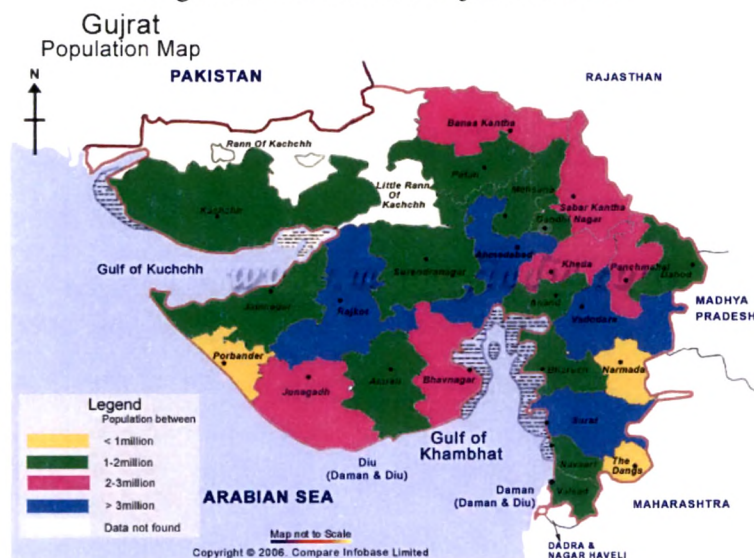 Gujrat
Population Map
N
PAKISTAN
RAJASTHAN
Banas Kantha
Rann Of Kachchh
Patan
Mehsana
Little Rann
Of
Kachchh
Sabar Kantha
Gandhi Nagar
Kachchh
Ahmedabad
Gulf of Kuchchh
Surendranagar
Kheda
Panchmahal
Dahod
Jamnagar
Rajkot
Anand
Vadodara
MADHYA
PRADESH
Porbander
Bharuch
Narmada
Junagadh
Amreli
Bhavnagar
Legend
Population between
< 1million
1-2million
2-3million
> 3million
Data not found
Surat
Gulf of
Khambhat
Navsari
The
Dangs
Diu
(Daman & Diu)
Valsad
ARABIAN SEA
Daman
(Daman & Diu)
MAHARASHTRA
Map not to Scale
DADRA &
NAGAR HAVELI
Copyright © 2006. Compare Infobase Limited